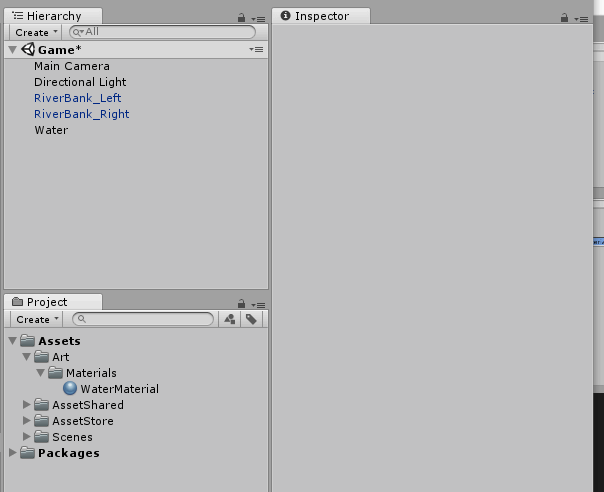 Hierarchy
Create All
Game*
Main Camera
Directional Light
RiverBank_Left
RiverBank_Right
Water
Project
Create
Assets
Art
Materials
WaterMaterial
AssetShared
AssetStore
Scenes
Packages
Inspector